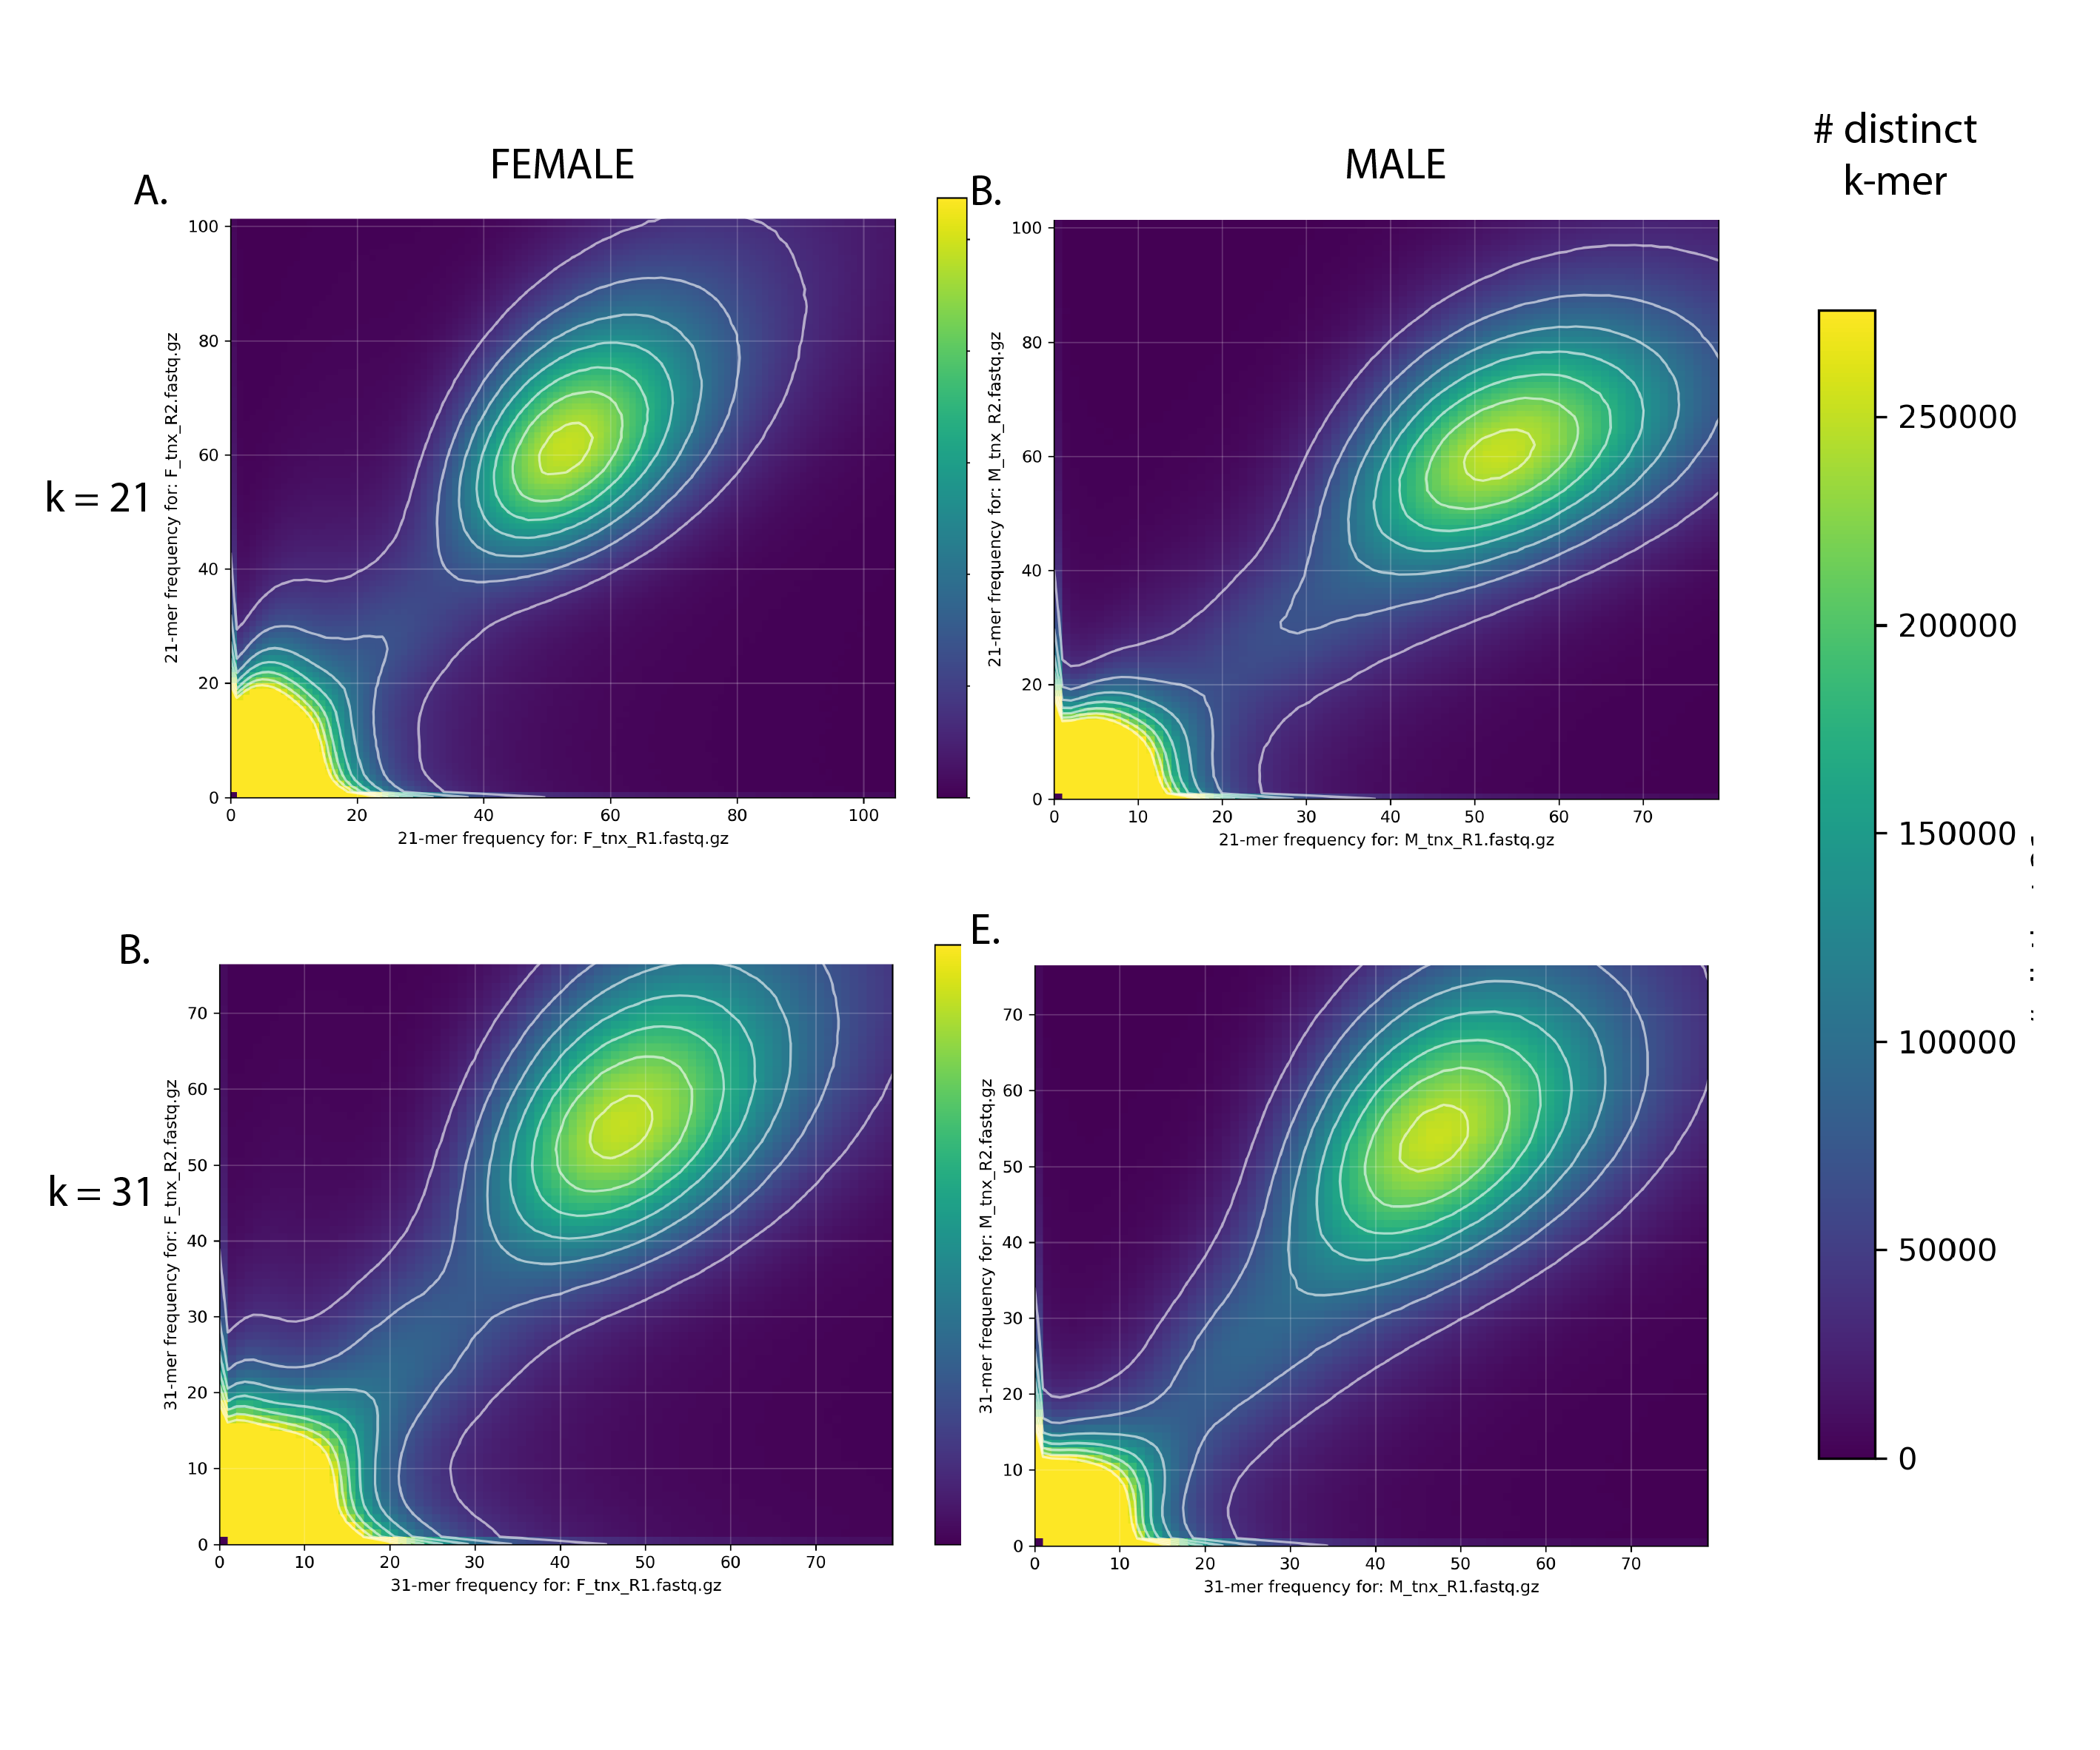 # distinct
k-mer
FEMALE
MALE
A.
B.
k = 21
21-mer frequency for: F_tnx_R2.fastq.gz
100
80
60
40
20
0
0 20 40 60 80 100
21-mer frequency for: F_tnx_R1.fastq.gz
21-mer frequency for: M_tnx_R2.fastq.gz
100
80
60
40
20
0
0 10 20 30 40 50 60 70
21-mer frequency for: M_tnx_R1.fastq.gz
250000
200000
150000
100000
50000
0
B.
E.
k = 31
31-mer frequency for: F_tnx_R2.fastq.gz
70
60
50
40
30
20
10
0
0 10 20 30 40 50 60 70
31-mer frequency for: F_tnx_R1.fastq.gz
31-mer frequency for: M_tnx_R2.fastq.gz
70
60
50
40
30
20
10
0
0 10 20 30 40 50 60 70
31-mer frequency for: M_tnx_R1.fastq.gz